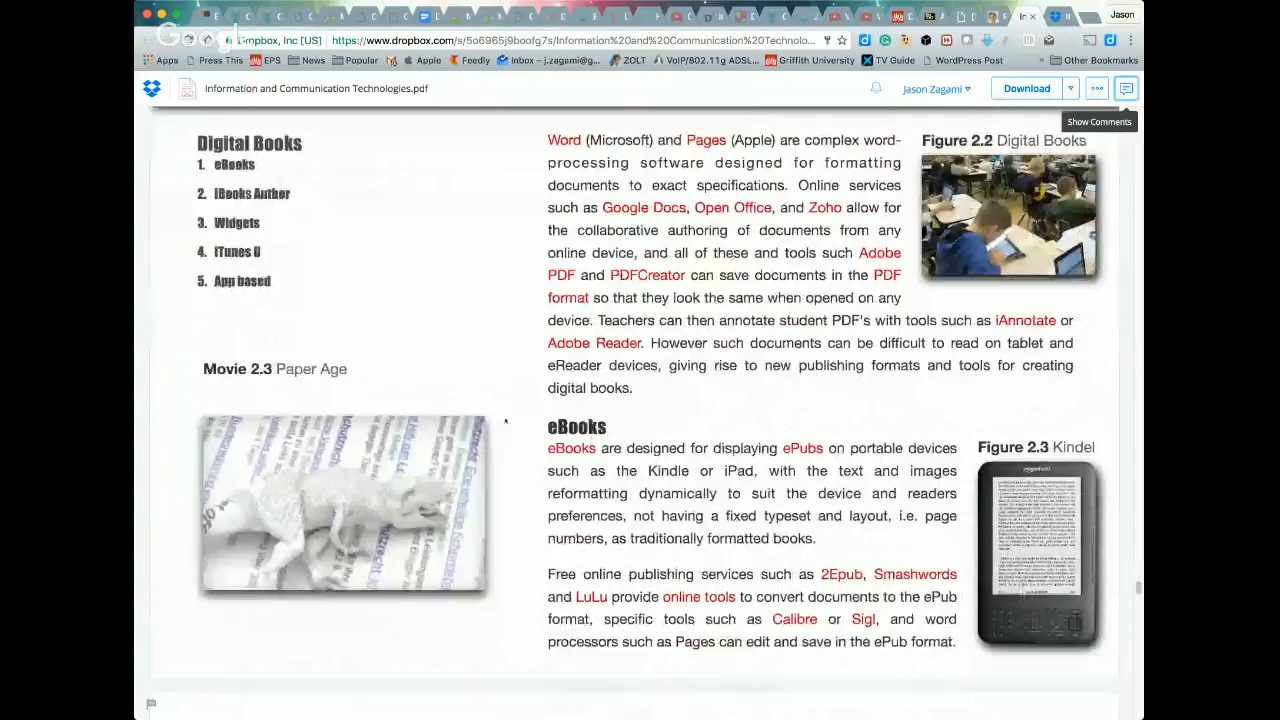 Jason
Dropbox, Inc [US]
https://www.dropbox.com/s/5o6965j9boofg7s/Information%20and%20Communication%20Technolo...
Apps
Press This
EPS
News
Popular
Apple
Feedly
Inbox – j.zagami@g...
ZOLT
VoIP/802.11g ADSL...
Griffith University
TV Guide
WordPress Post
Other Bookmarks
Information and Communication Technologies.pdf
Jason Zagami
Download
Show Comments
Digital Books
1. eBooks
2. iBooks Author
3. Widgets
4. iTunes U
5. App based
Movie 2.3 Paper Age
Word (Microsoft) and Pages (Apple) are complex word-
processing software designed for formatting
documents to exact specifications. Online services
such as Google Docs, Open Office, and Zoho allow for
the collaborative authoring of documents from any
online device, and all of these and tools such Adobe
PDF and PDFCreator can save documents in the PDF
format so that they look the same when opened on any
device. Teachers can then annotate student PDF's with tools such as iAnnotate or
Adobe Reader. However such documents can be difficult to read on tablet and
eReader devices, giving rise to new publishing formats and tools for creating
digital books.
Figure 2.2 Digital Books
eBooks
eBooks are designed for displaying ePubs on portable devices
such as the Kindle or iPad, with the text and images
reformatting dynamically to suit the device and readers
preferences, not having a fixed typeset and layout, i.e. page
numbers, as traditionally formatted books.
Free online publishing services such as 2Epub, Smashwords
and LuLu provide online tools to convert documents to the ePub
format, specific tools such as Calibre or Sigl, and word
processors such as Pages can edit and save in the ePub format.
Figure 2.3 Kindel